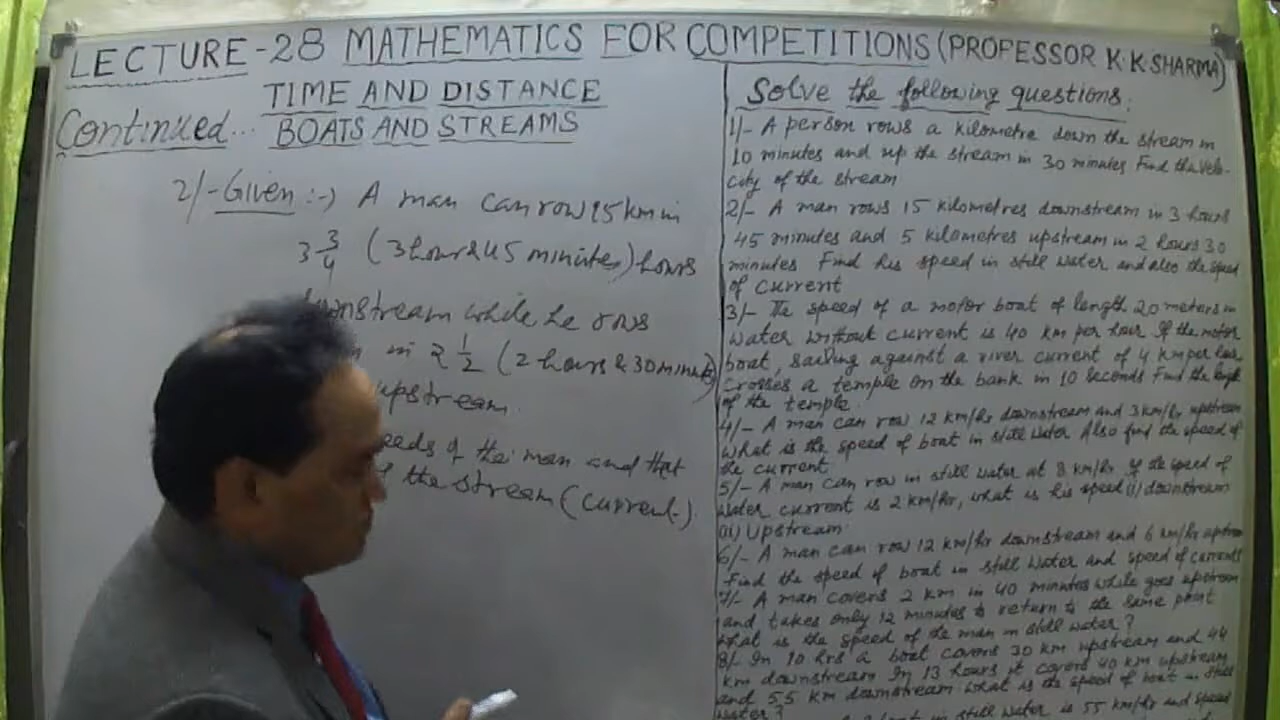 LECTURE-28 MATHEMATICS FOR COMPETITIONS (PROFESSOR K.K SHARMA)
TIME AND DISTANCE
Continued... BOATS AND STREAMS
2/- Given :-) A man can row 15 km in
3 3/4 (3 hours & 45 minutes) hours
nstream while he rows
in 2 1/2 (2 hours & 30 minute)
upstream.
eeds of the man and that
the stream (current).
Solve the following questions:
1/- A person rows a kilometre down the stream in
10 minutes and up the stream in 30 minutes Find the velo-
city of the stream
2/- A man rows 15 kilometres downstream in 3 hours
45 minutes and 5 kilometres upstream in 2 hours 30
minutes Find his speed in still water and also the speed
of current
3/- The speed of a motor boat of length 20 meters in
water without current is 40 km per hour If the motor
boat, sailing against a river current of 4 km per hour
crosses a temple on the bank in 10 seconds Find the length
of the temple.
4/- A man can row 12 km/hr downstream and 3 km/hr upstream
what is the speed of boat in still water Also find the speed of
the current
5/- A man can row in still water at 8 km/hr If the speed of
water current is 2 km/hr, what is his speed (i) downstream
(ii) Upstream
6/- A man can row 12 km/hr downstream and 6 km/hr upstream
Find the speed of boat in still water and speed of current
7/- A man covers 2 km in 40 minutes while goes upstream
and takes only 12 minutes to return to the same point
what is the speed of the man in still water?
8/- In 10 hrs a boat covers 30 km upstream and 44
km downstream In 13 hours it covers 40 km upstream
and 55 km downstream what is the speed of boat in still
water?
boat in still water is 55 km/hr and speed